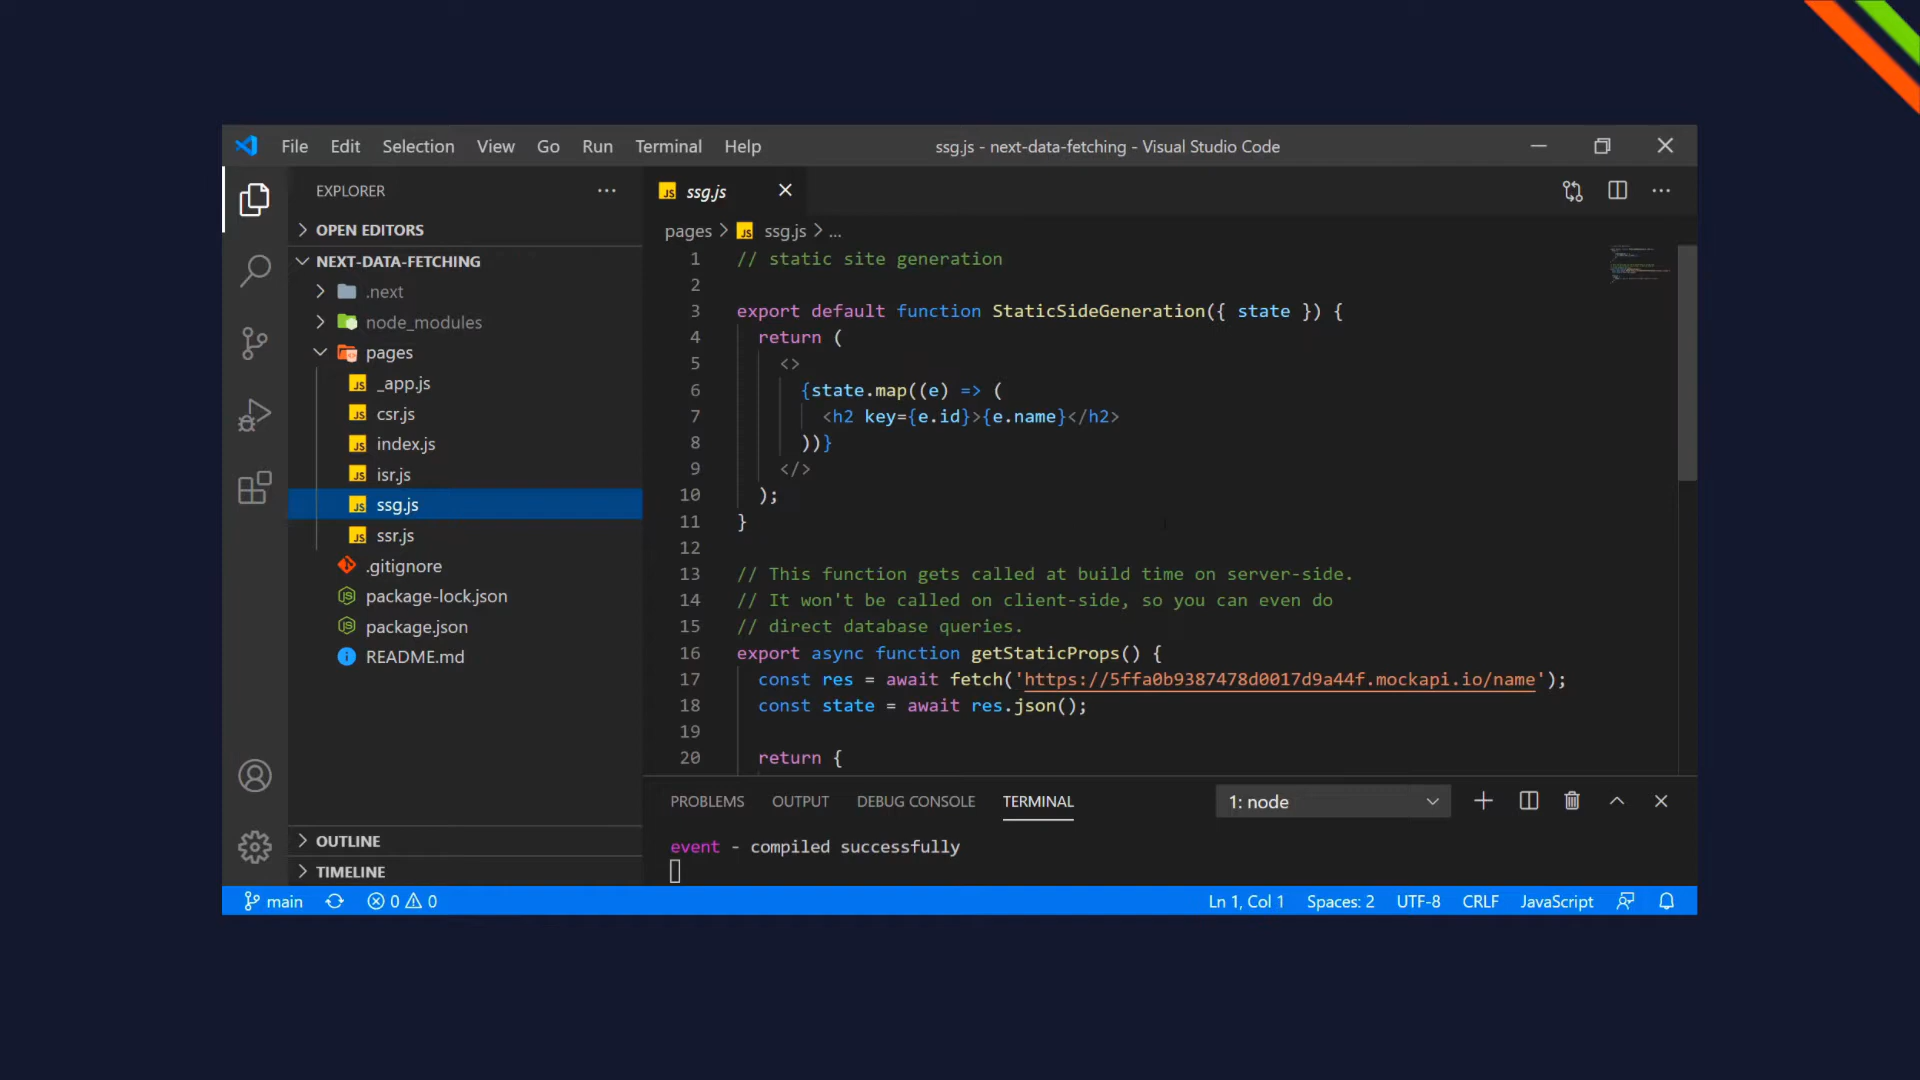 File Edit Selection View Go Run Terminal Help ssg.js - next-data-fetching - Visual Studio Code
EXPLORER
OPEN EDITORS
NEXT-DATA-FETCHING
.next
node_modules
pages
_app.js
csr.js
index.js
isr.js
ssg.js
ssr.js
.gitignore
package-lock.json
package.json
README.md
OUTLINE
TIMELINE
ssg.js
pages > ssg.js > ...
1 // static site generation
2
3 export default function StaticSideGeneration({ state }) {
4 return (
5 <>
6 {state.map((e) => (
7 <h2 key={e.id}>{e.name}</h2>
8 ))}
9 </>
10 );
11 }
12
13 // This function gets called at build time on server-side.
14 // It won't be called on client-side, so you can even do
15 // direct database queries.
16 export async function getStaticProps() {
17 const res = await fetch('https://5ffa0b9387478d0017d9a44f.mockapi.io/name');
18 const state = await res.json();
19
20 return {
PROBLEMS OUTPUT DEBUG CONSOLE TERMINAL 1: node
event - compiled successfully
main 0 0 Ln 1, Col 1 Spaces: 2 UTF-8 CRLF JavaScript